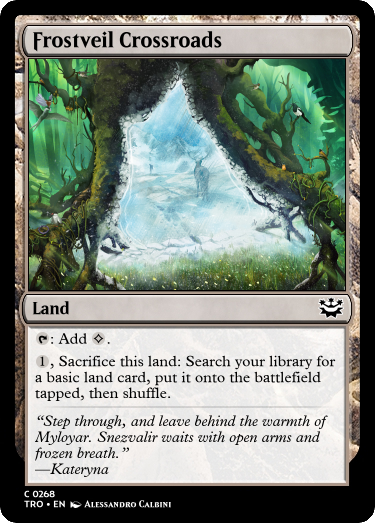 Frostveil Crossroads
Land
: Add .
1, Sacrifice this land: Search your library for
a basic land card, put it onto the battlefield
tapped, then shuffle.
“Step through, and leave behind the warmth of
Myloyar. Snezvalir waits with open arms and
frozen breath.”
—Kateryna
C 0268
TRO • EN Alessandro Calbini